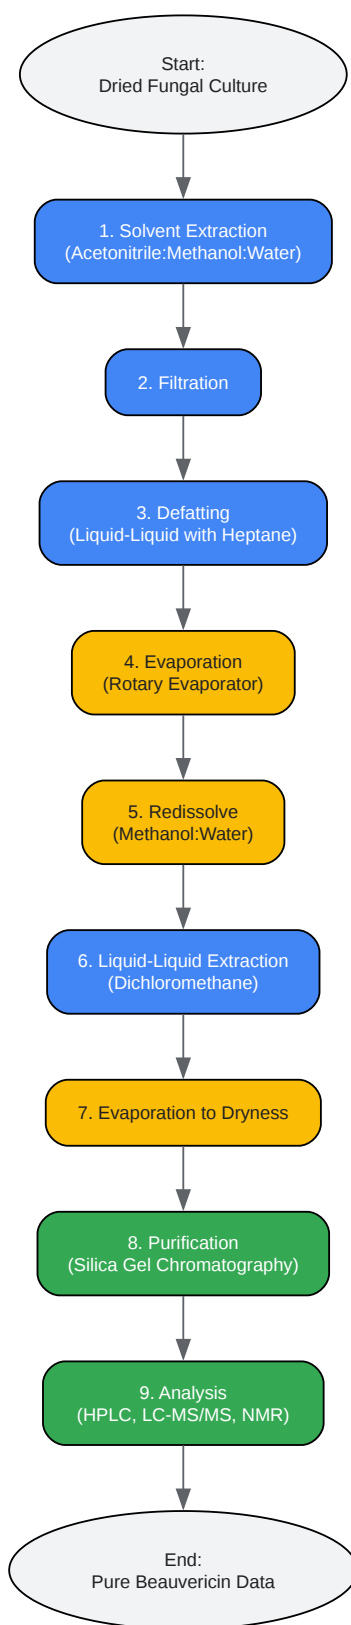 Start:
Dried Fungal Culture
1. Solvent Extraction
(Acetonitrile:Methanol:Water)
2. Filtration
3. Defatting
(Liquid-Liquid with Heptane)
4. Evaporation
(Rotary Evaporator)
5. Redissolve
(Methanol:Water)
6. Liquid-Liquid Extraction
(Dichloromethane)
7. Evaporation to Dryness
8. Purification
(Silica Gel Chromatography)
9. Analysis
(HPLC, LC-MS/MS, NMR)
End:
Pure Beauvericin Data